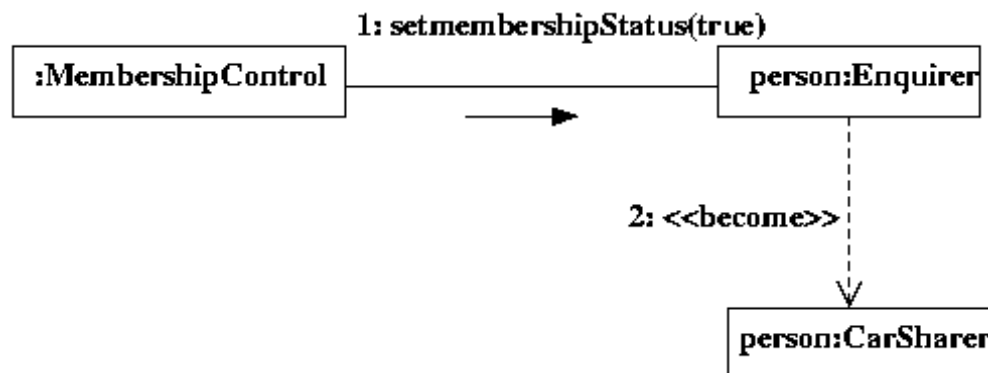 1: setmembershipStatus(true)
:MembershipControl
person:Enquirer
2: <<become>>
person:CarSharer